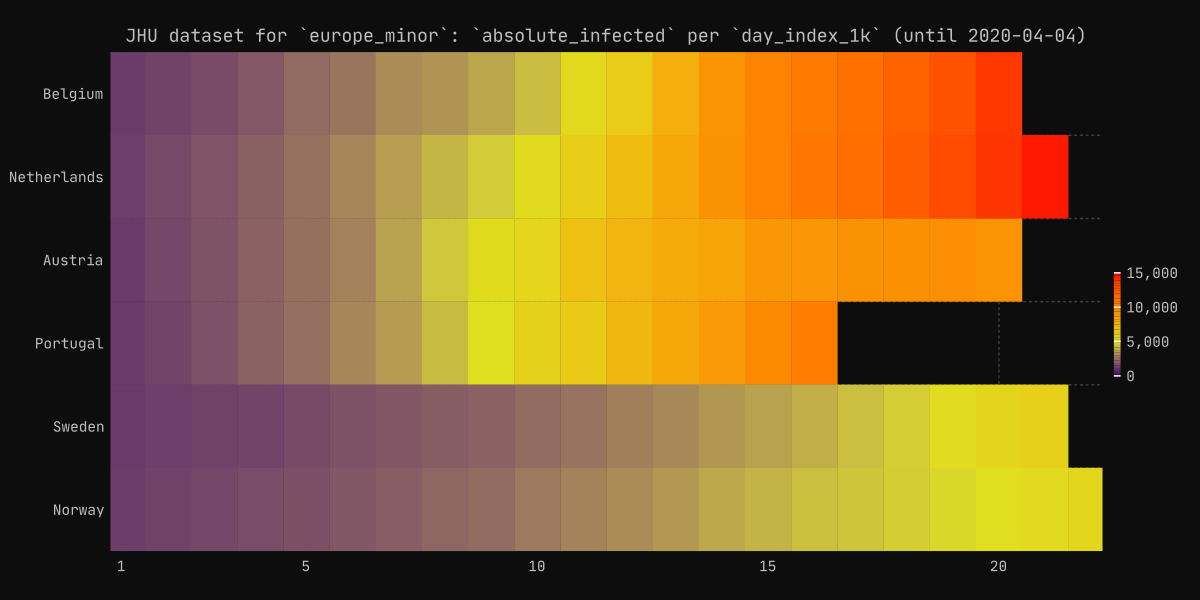 JHU dataset for `europe_minor`: `absolute_infected` per `day_index_1k` (until 2020-04-04)
Belgium
Netherlands
Austria
Portugal
Sweden
Norway
15,000
10,000
5,000
0
1 5 10 15 20